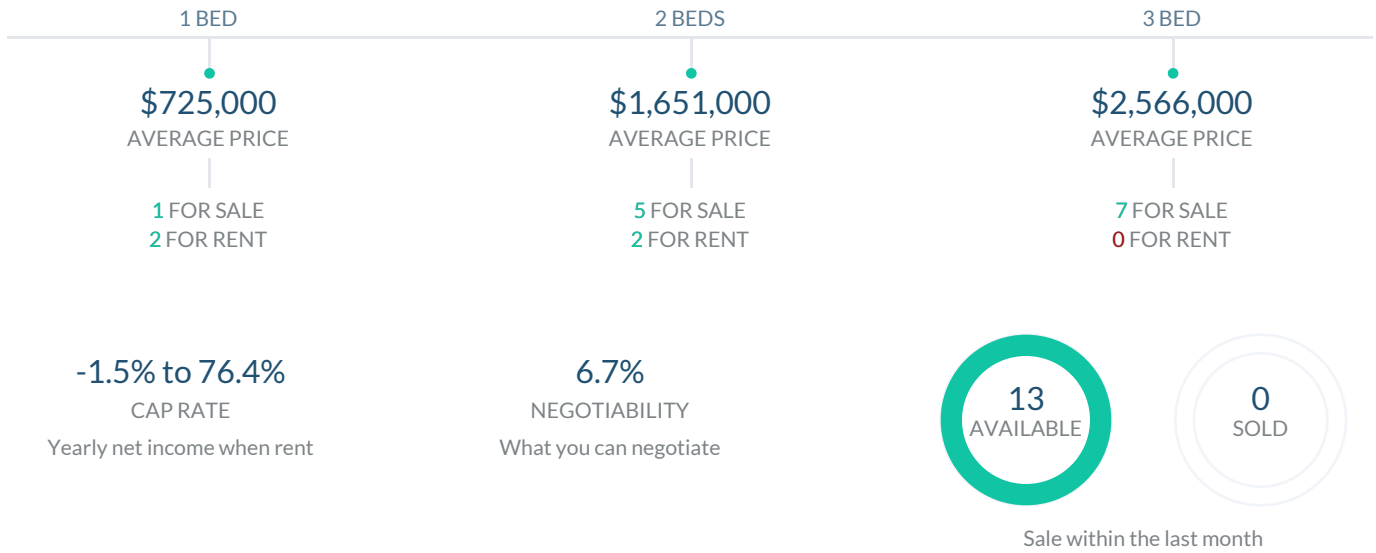 1 BED
$725,000
AVERAGE PRICE
1 FOR SALE
2 FOR RENT
2 BEDS
$1,651,000
AVERAGE PRICE
5 FOR SALE
2 FOR RENT
3 BED
$2,566,000
AVERAGE PRICE
7 FOR SALE
0 FOR RENT
-1.5% to 76.4%
CAP RATE
Yearly net income when rent
6.7%
NEGOTIABILITY
What you can negotiate
13
AVAILABLE
0
SOLD
Sale within the last month